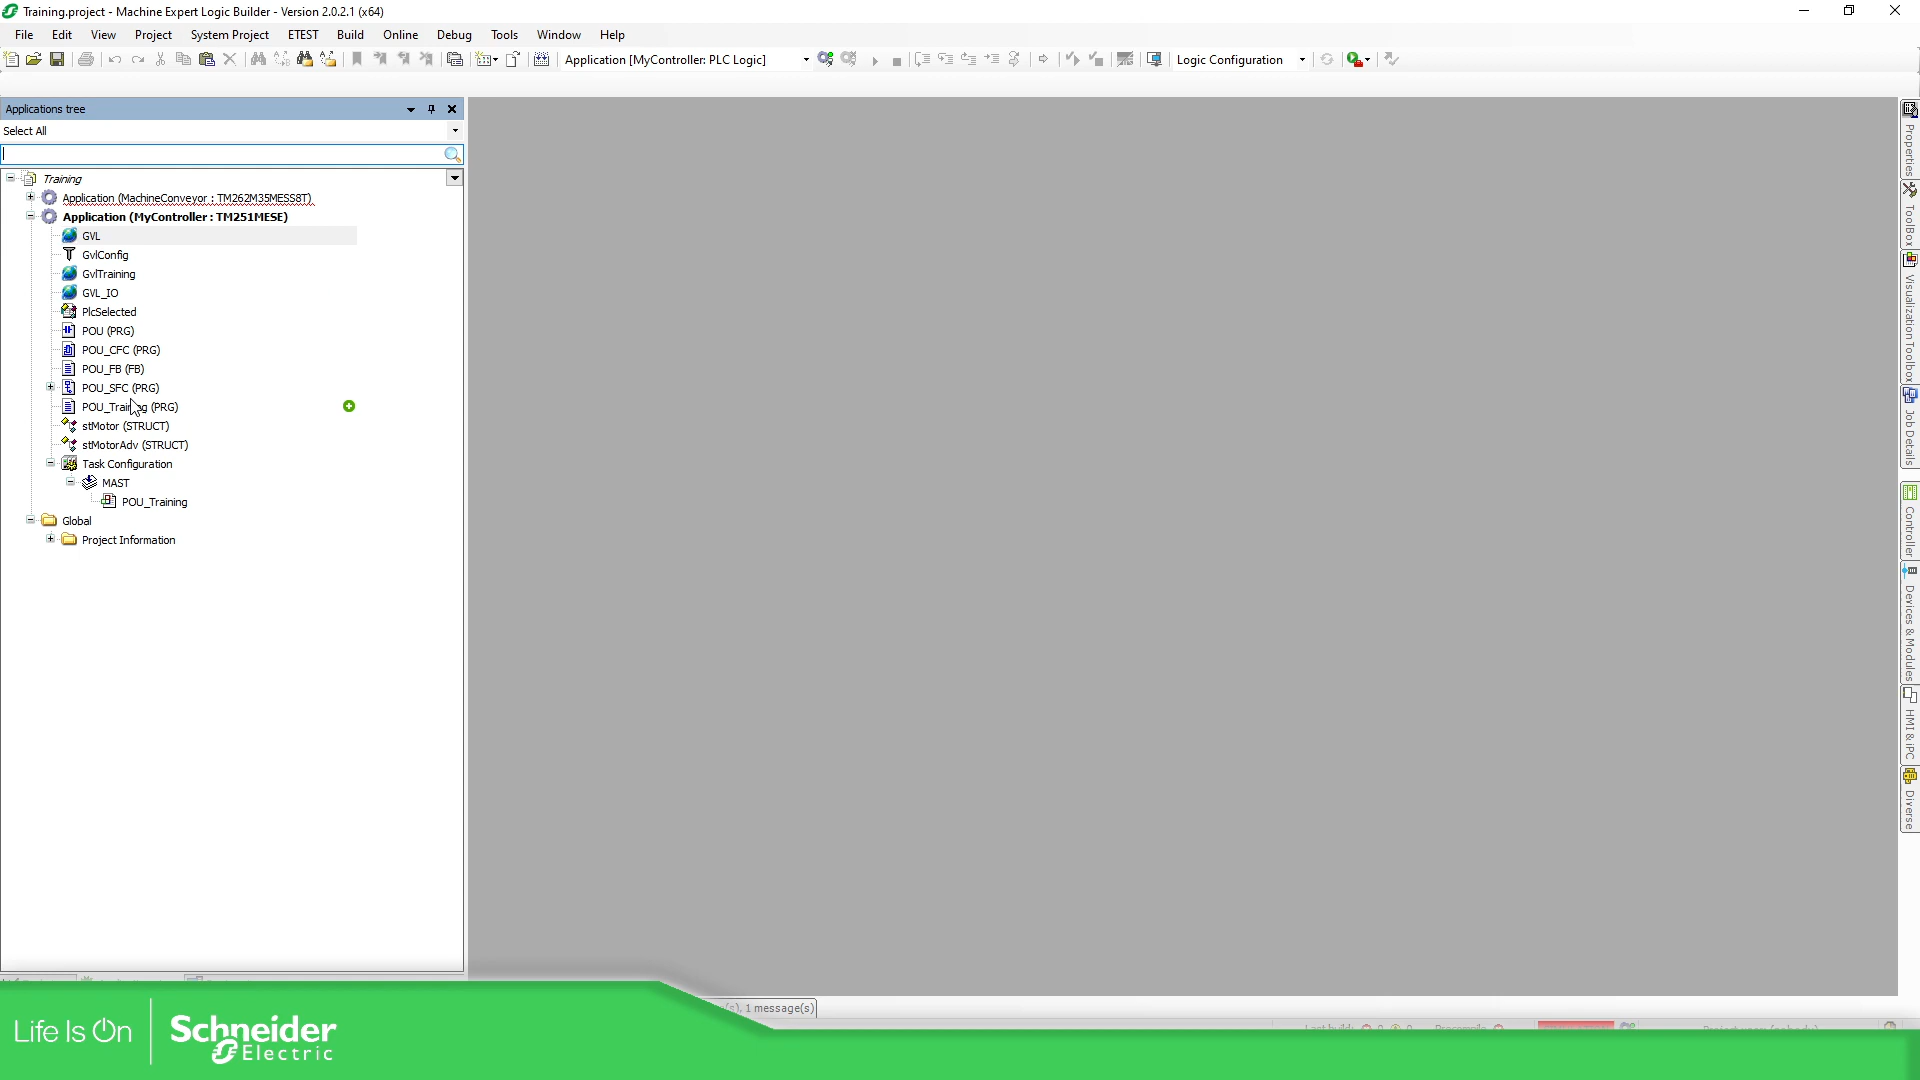 Training.project - Machine Expert Logic Builder - Version 2.0.2.1 (x64)
File Edit View Project System Project ETEST Build Online Debug Tools Window Help
Application [MyController: PLC Logic] Logic Configuration
Applications tree
Select All
Training
Application (MachineConveyor : TM262M35MESS8T)
Application (MyController : TM251MESE)
GVL
GvlConfig
GvlTraining
GVL_IO
PlcSelected
POU (PRG)
POU_CFC (PRG)
POU_FB (FB)
POU_SFC (PRG)
POU_Training (PRG)
stMotor (STRUCT)
stMotorAdv (STRUCT)
Task Configuration
MAST
POU_Training
Global
Project Information
Properties
ToolBox
Visualization Toolbox
Job Details
Controller
Devices & Modules
HMI & iPC
Diverse
1 message(s)
Life Is On
Schneider
Electric